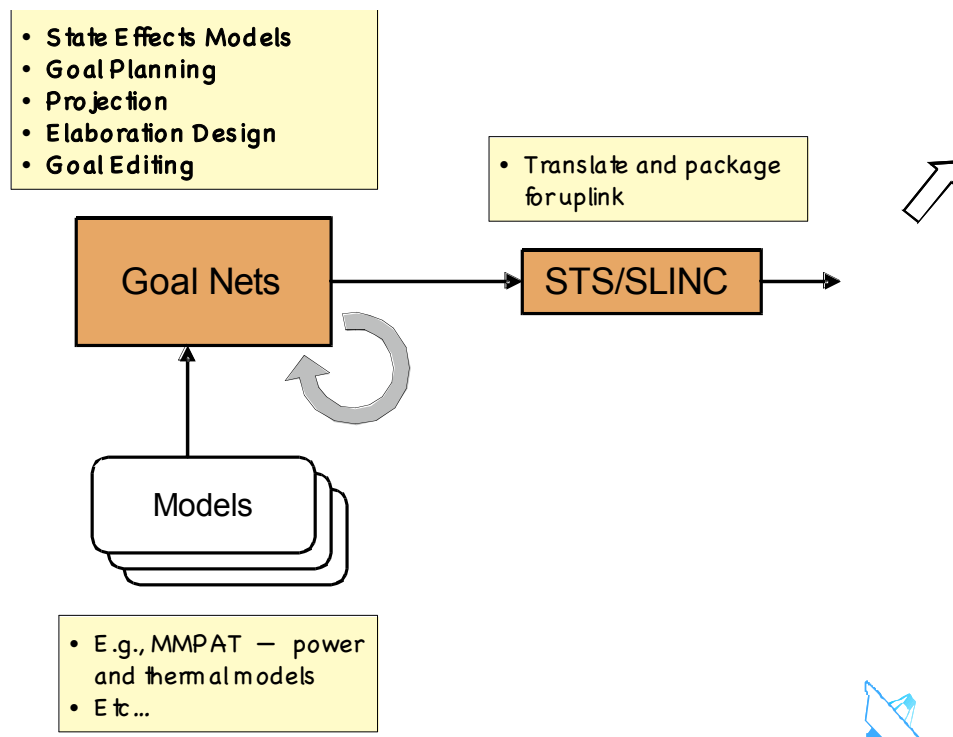 • State Effects Models
• Goal Planning
• Projection
• Elaboration Design
• Goal Editing
• Translate and package
for uplink
Goal Nets
STS/SLINC
Models
• E.g., MMPAT – power
and thermal models
• Etc...